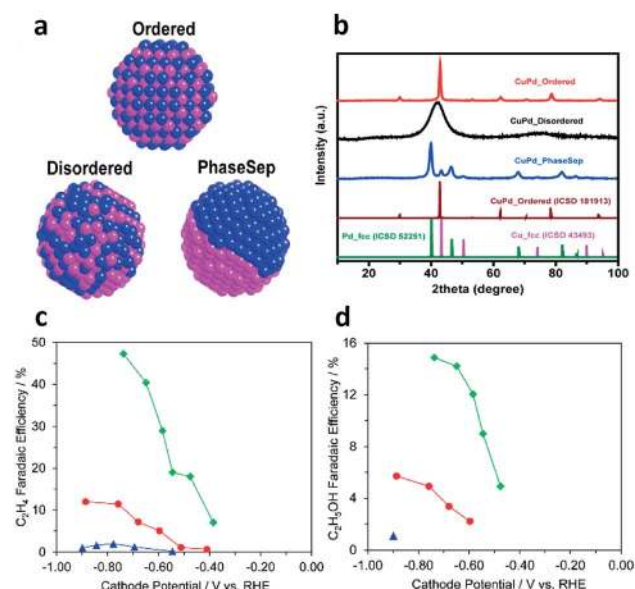 a
Ordered
Disordered
PhaseSep
b
Intensity (a.u.)
CuPd_Ordered
CuPd_Disordered
CuPd_PhaseSep
CuPd_Ordered (ICSD 181913)
Pd_fcc (ICSD 52251)
Cu_fcc (ICSD 43493)
20
40
60
80
100
2theta (degree)
c
C₂H₄ Faradaic Efficiency / %
50
40
30
20
10
0
-1.00
-0.80
-0.60
-0.40
-0.20
0.00
Cathode Potential / V vs. RHE
d
C₂H₅OH Faradaic Efficiency / %
16
12
8
4
0
-1.00
-0.80
-0.60
-0.40
-0.20
0.00
Cathode Potential / V vs. RHE